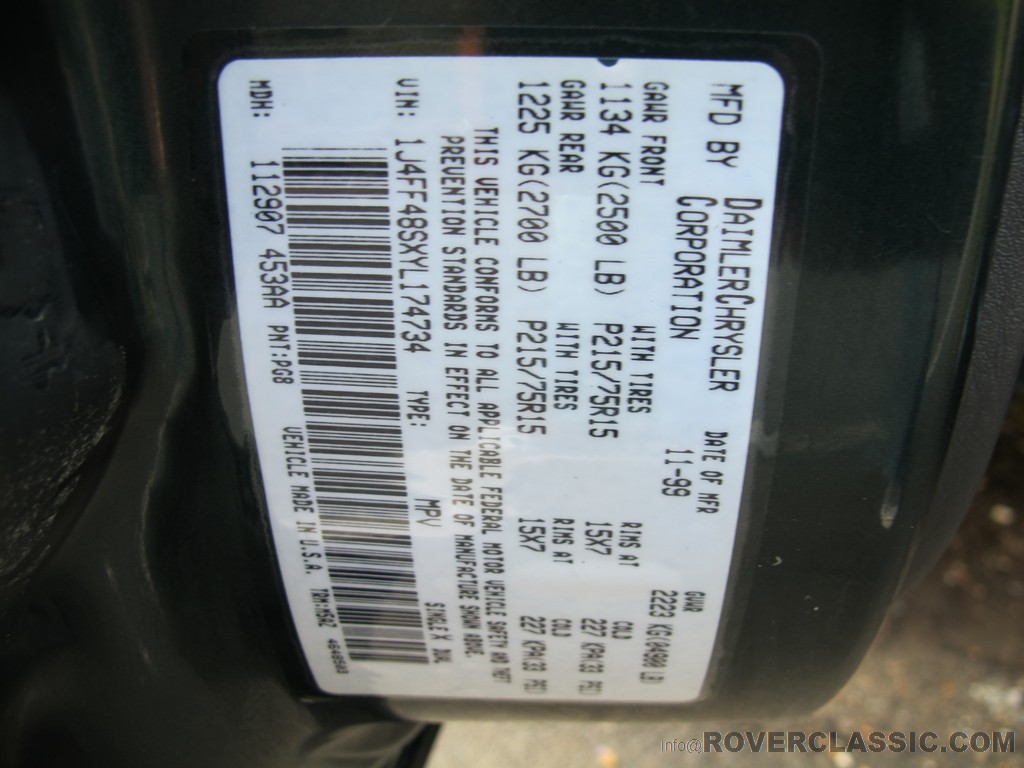 MFD BY DAIMLERCHRYSLER CORPORATION
DATE OF MFR 11-99
GVWR 2223 KG(04900 LB)
GAWR FRONT WITH TIRES RIMS AT COLD
1134 KG(2500 LB) P215/75R15 15X7 227 KPA(33 PSI)
GAWR REAR WITH TIRES RIMS AT COLD
1225 KG(2700 LB) P215/75R15 15X7 227 KPA(33 PSI)
THIS VEHICLE CONFORMS TO ALL APPLICABLE FEDERAL MOTOR VEHICLE SAFETY AND THEFT
PREVENTION STANDARDS IN EFFECT ON THE DATE OF MANUFACTURE SHOWN ABOVE.
VIN: 1J4FF48SXYL174734 TYPE: MPV SINGLE X DUAL
MDH: 112907 453AA PNT:PG8 VEHICLE MADE IN U.S.A.
Info@ROVERCLASSIC.COM